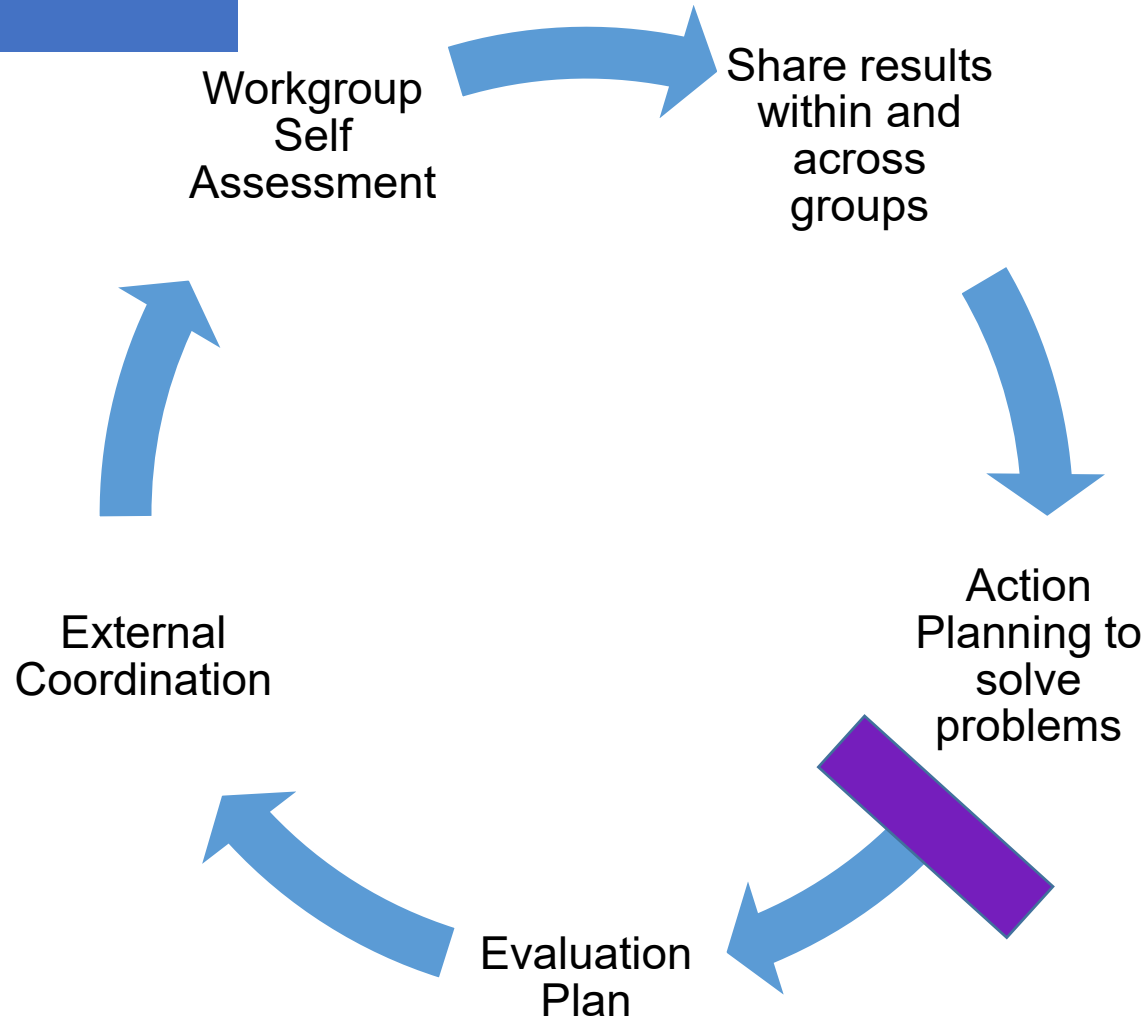 Workgroup
Self
Assessment
Share results
within and
across
groups
Action
Planning to
solve
problems
Evaluation
Plan
External
Coordination